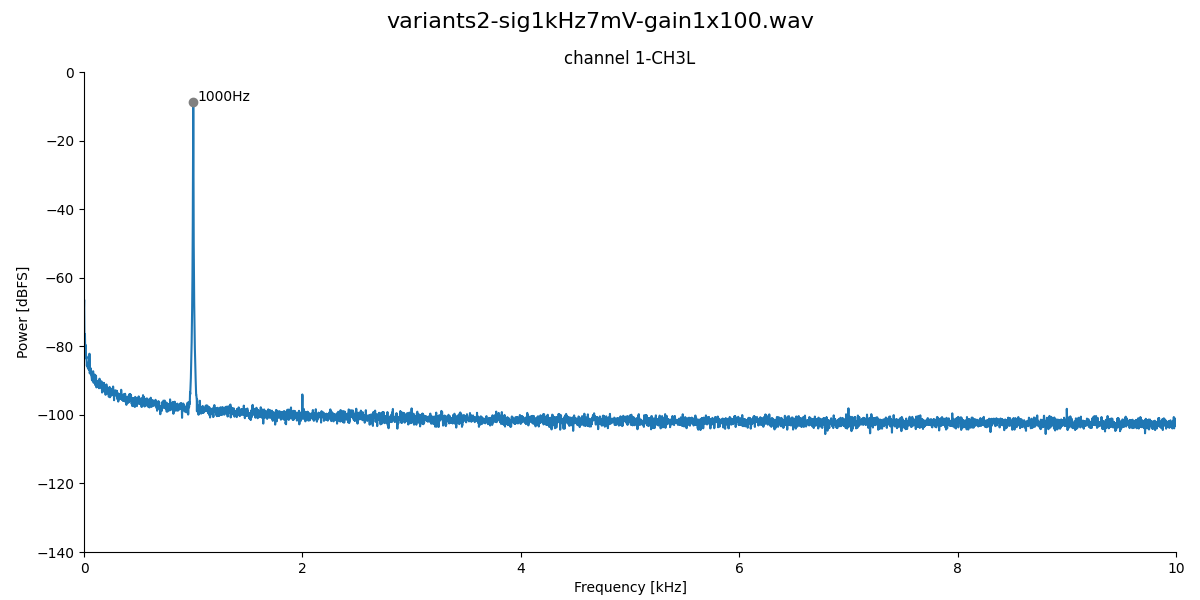 variants2-sig1kHz7mV-gain1x100.wav
channel 1-CH3L
0
1000Hz
−20
−40
−60
−80
−100
−120
−140
Power [dBFS]
0 2 4 6 8 10
Frequency [kHz]